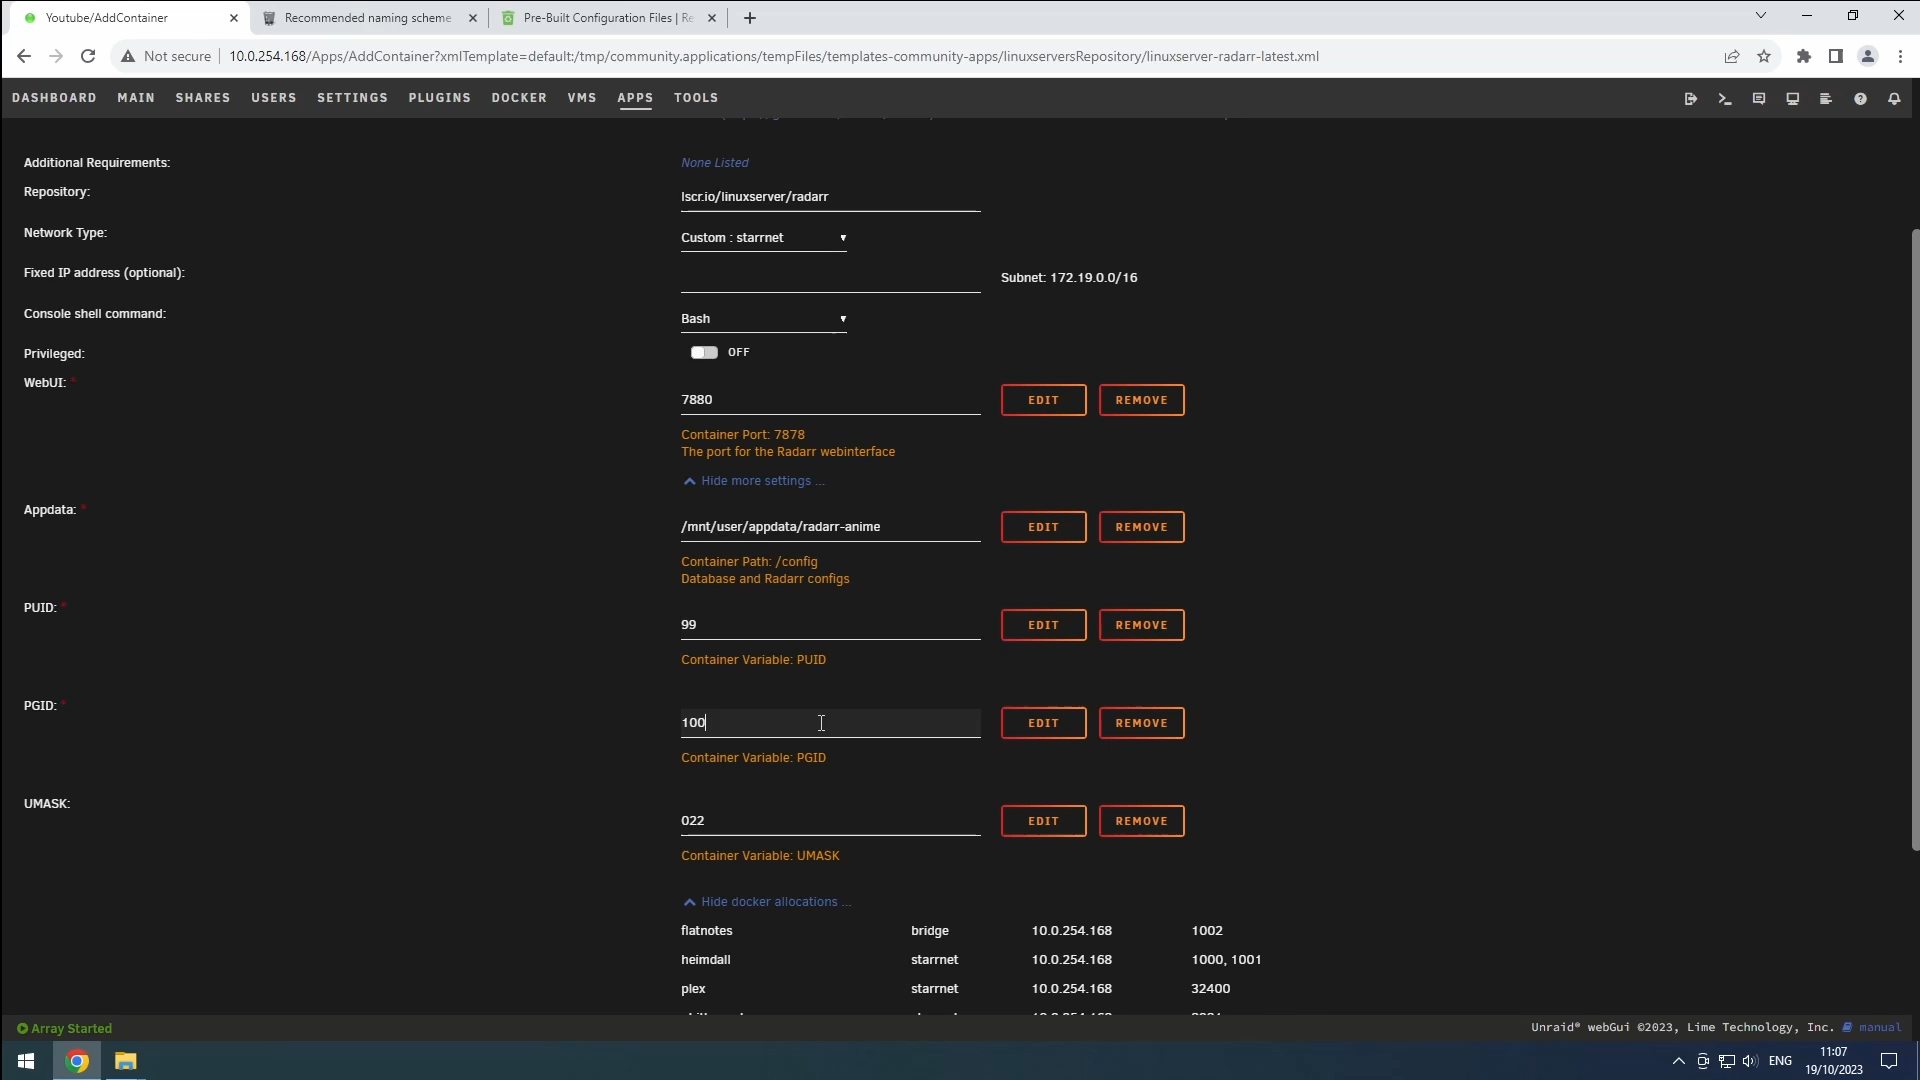 Youtube/AddContainer
Recommended naming scheme
Pre-Built Configuration Files | Re
Not secure
10.0.254.168/Apps/AddContainer?xmlTemplate=default:/tmp/community.applications/tempFiles/templates-community-apps/linuxserversRepository/linuxserver-radarr-latest.xml
DASHBOARD MAIN SHARES USERS SETTINGS PLUGINS DOCKER VMS APPS TOOLS
Additional Requirements: None Listed
Repository: lscr.io/linuxserver/radarr
Network Type: Custom : starrnet
Fixed IP address (optional): Subnet: 172.19.0.0/16
Console shell command: Bash
Privileged: OFF
WebUI: *
7880 EDIT REMOVE
Container Port: 7878
The port for the Radarr webinterface
Hide more settings ...
Appdata: *
/mnt/user/appdata/radarr-anime EDIT REMOVE
Container Path: /config
Database and Radarr configs
PUID: *
99 EDIT REMOVE
Container Variable: PUID
PGID: *
100 EDIT REMOVE
Container Variable: PGID
UMASK:
022 EDIT REMOVE
Container Variable: UMASK
Hide docker allocations ...
flatnotes bridge 10.0.254.168 1002
heimdall starrnet 10.0.254.168 1000, 1001
plex starrnet 10.0.254.168 32400
Array Started
Unraid® webGui ©2023, Lime Technology, Inc. manual
ENG
11:07
19/10/2023